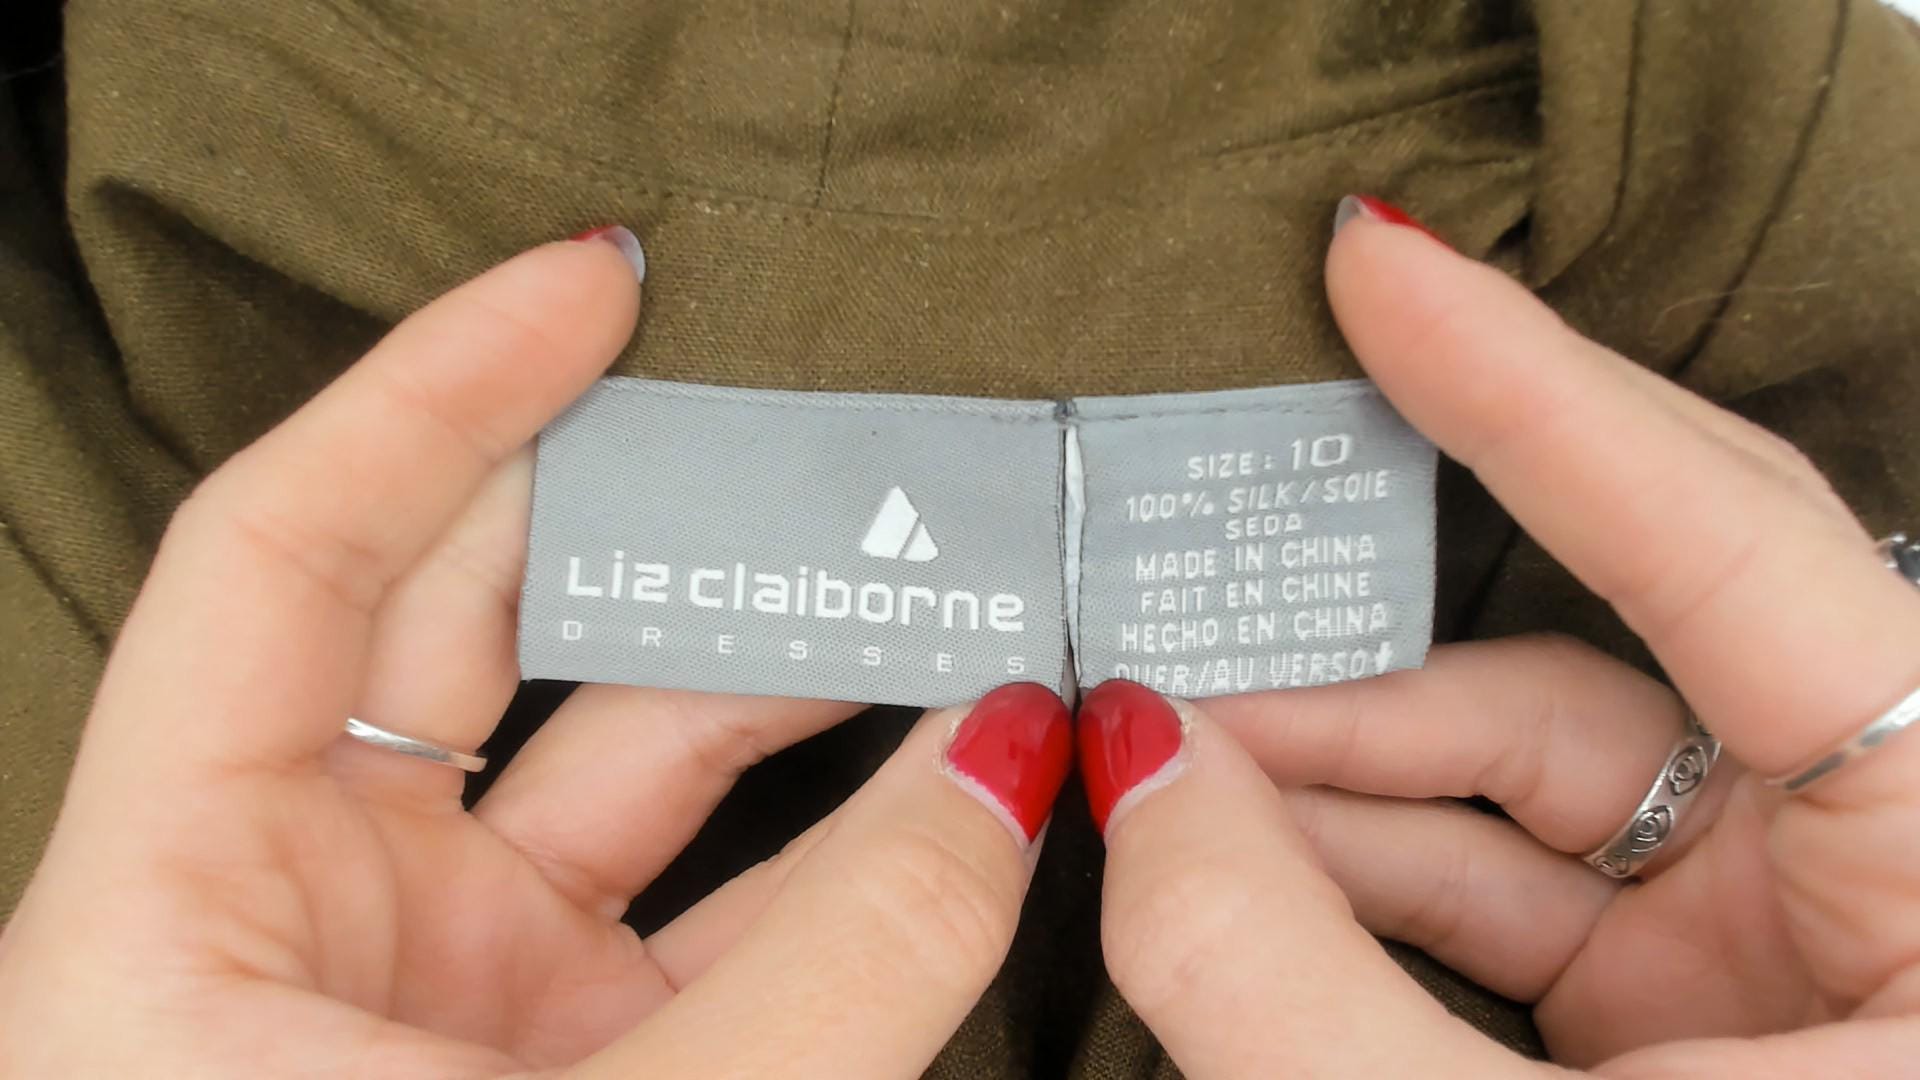 Liz claiborne
DRESSES
SIZE: 10
100% SILK/SOIE
SEDA
MADE IN CHINA
FAIT EN CHINE
HECHO EN CHINA
OVER/AU VERSO